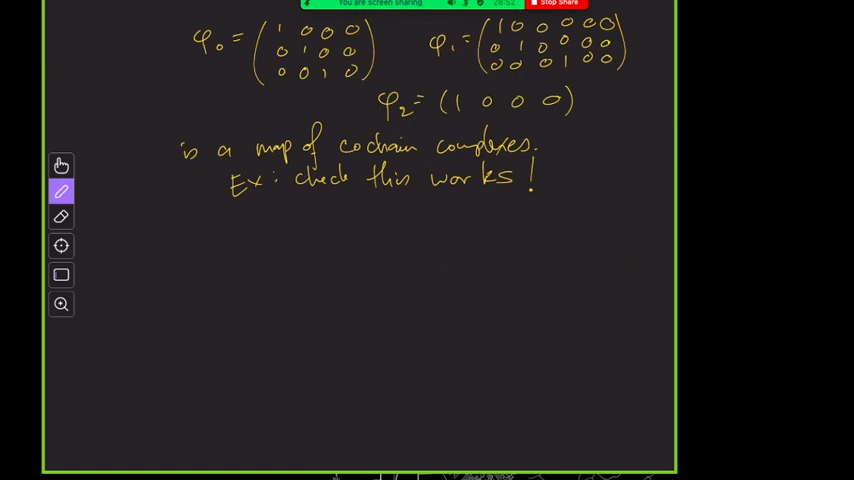 You are screen sharing 28:52 Stop Share
φ₀ = ( 1 0 0 0
0 1 0 0
0 0 1 0 )
φ₁ = ( 1 0 0 0 0 0
0 1 0 0 0 0
0 0 0 1 0 0 )
φ₂ = ( 1 0 0 0 )
is a map of cochain complexes.
Ex: check this works!